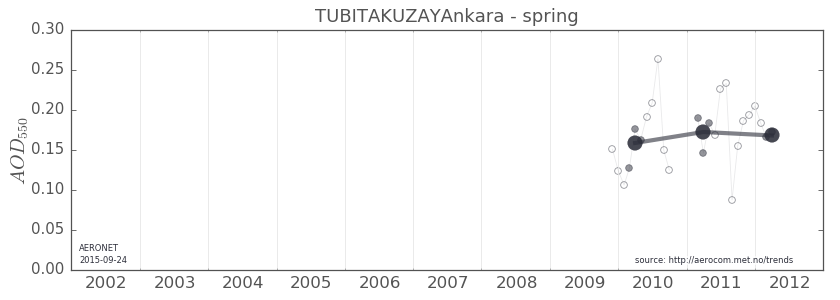 TUBITAKUZAYAnkara - spring
0.30
0.25
0.20
0.15
0.10
0.05
0.00
AOD550
AERONET
2015-09-24
source: http://aerocom.met.no/trends
2002 2003 2004 2005 2006 2007 2008 2009 2010 2011 2012